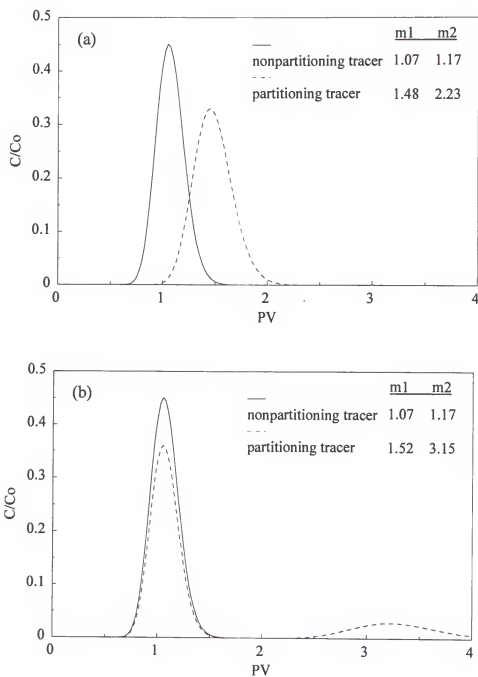 (a)
m1 m2
nonpartitioning tracer 1.07 1.17
partitioning tracer 1.48 2.23
C/Co
0.5
0.4
0.3
0.2
0.1
0
0 1 2 3 4
PV
(b)
m1 m2
nonpartitioning tracer 1.07 1.17
partitioning tracer 1.52 3.15
C/Co
0.5
0.4
0.3
0.2
0.1
0
0 1 2 3 4
PV